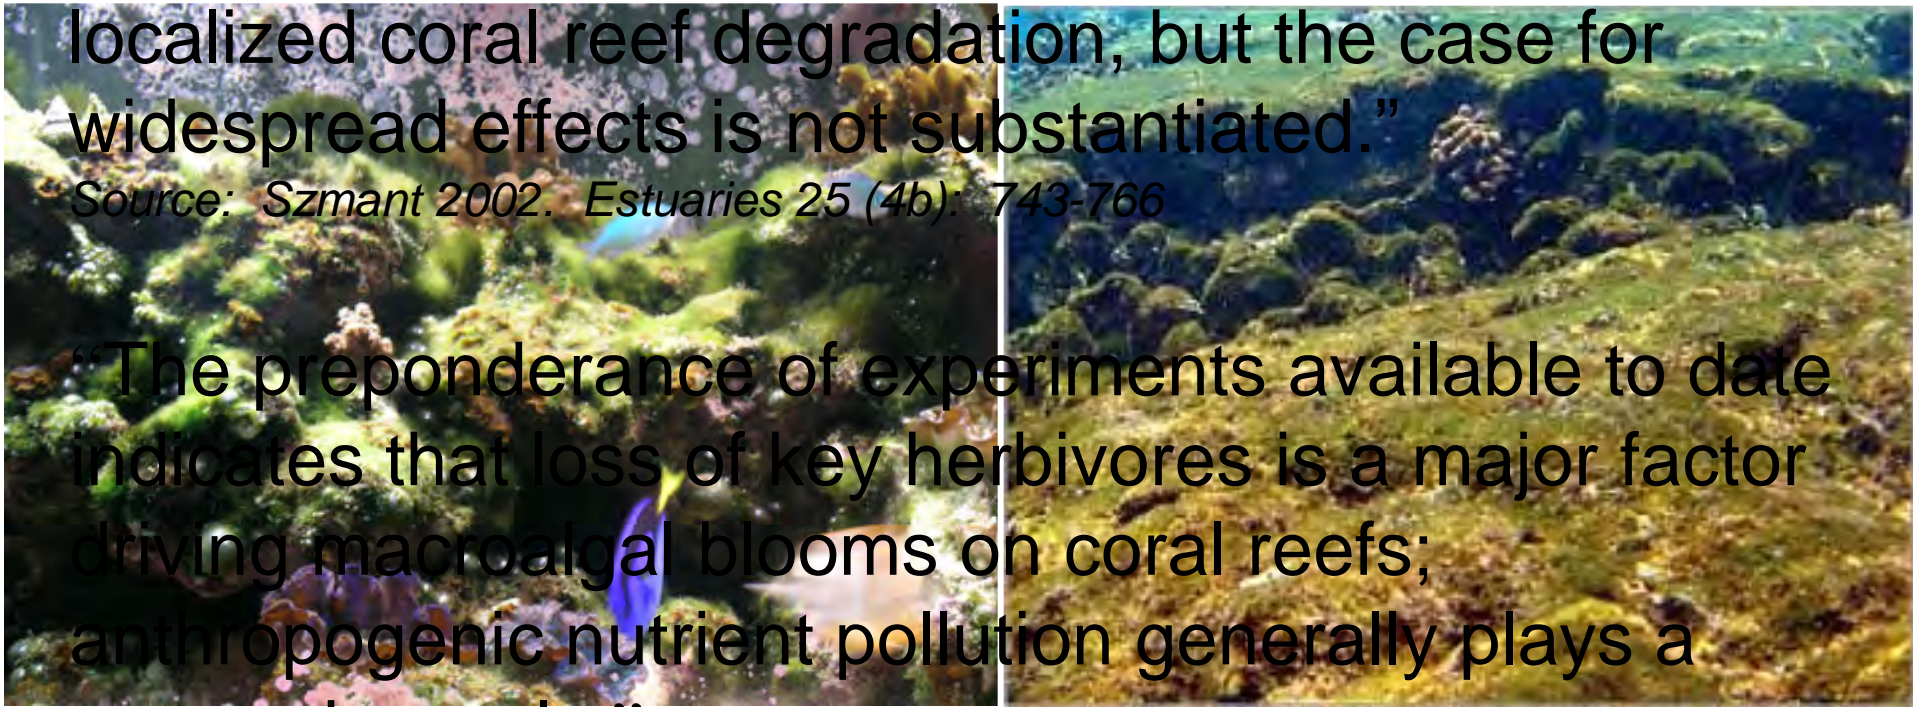 localized coral reef degradation, but the case for
widespread effects is not substantiated.”
Source: Szmant 2002. Estuaries 25 (4b): 743-766
“The preponderance of experiments available to date
indicates that loss of key herbivores is a major factor
driving macroalgal blooms on coral reefs;
anthropogenic nutrient pollution generally plays a